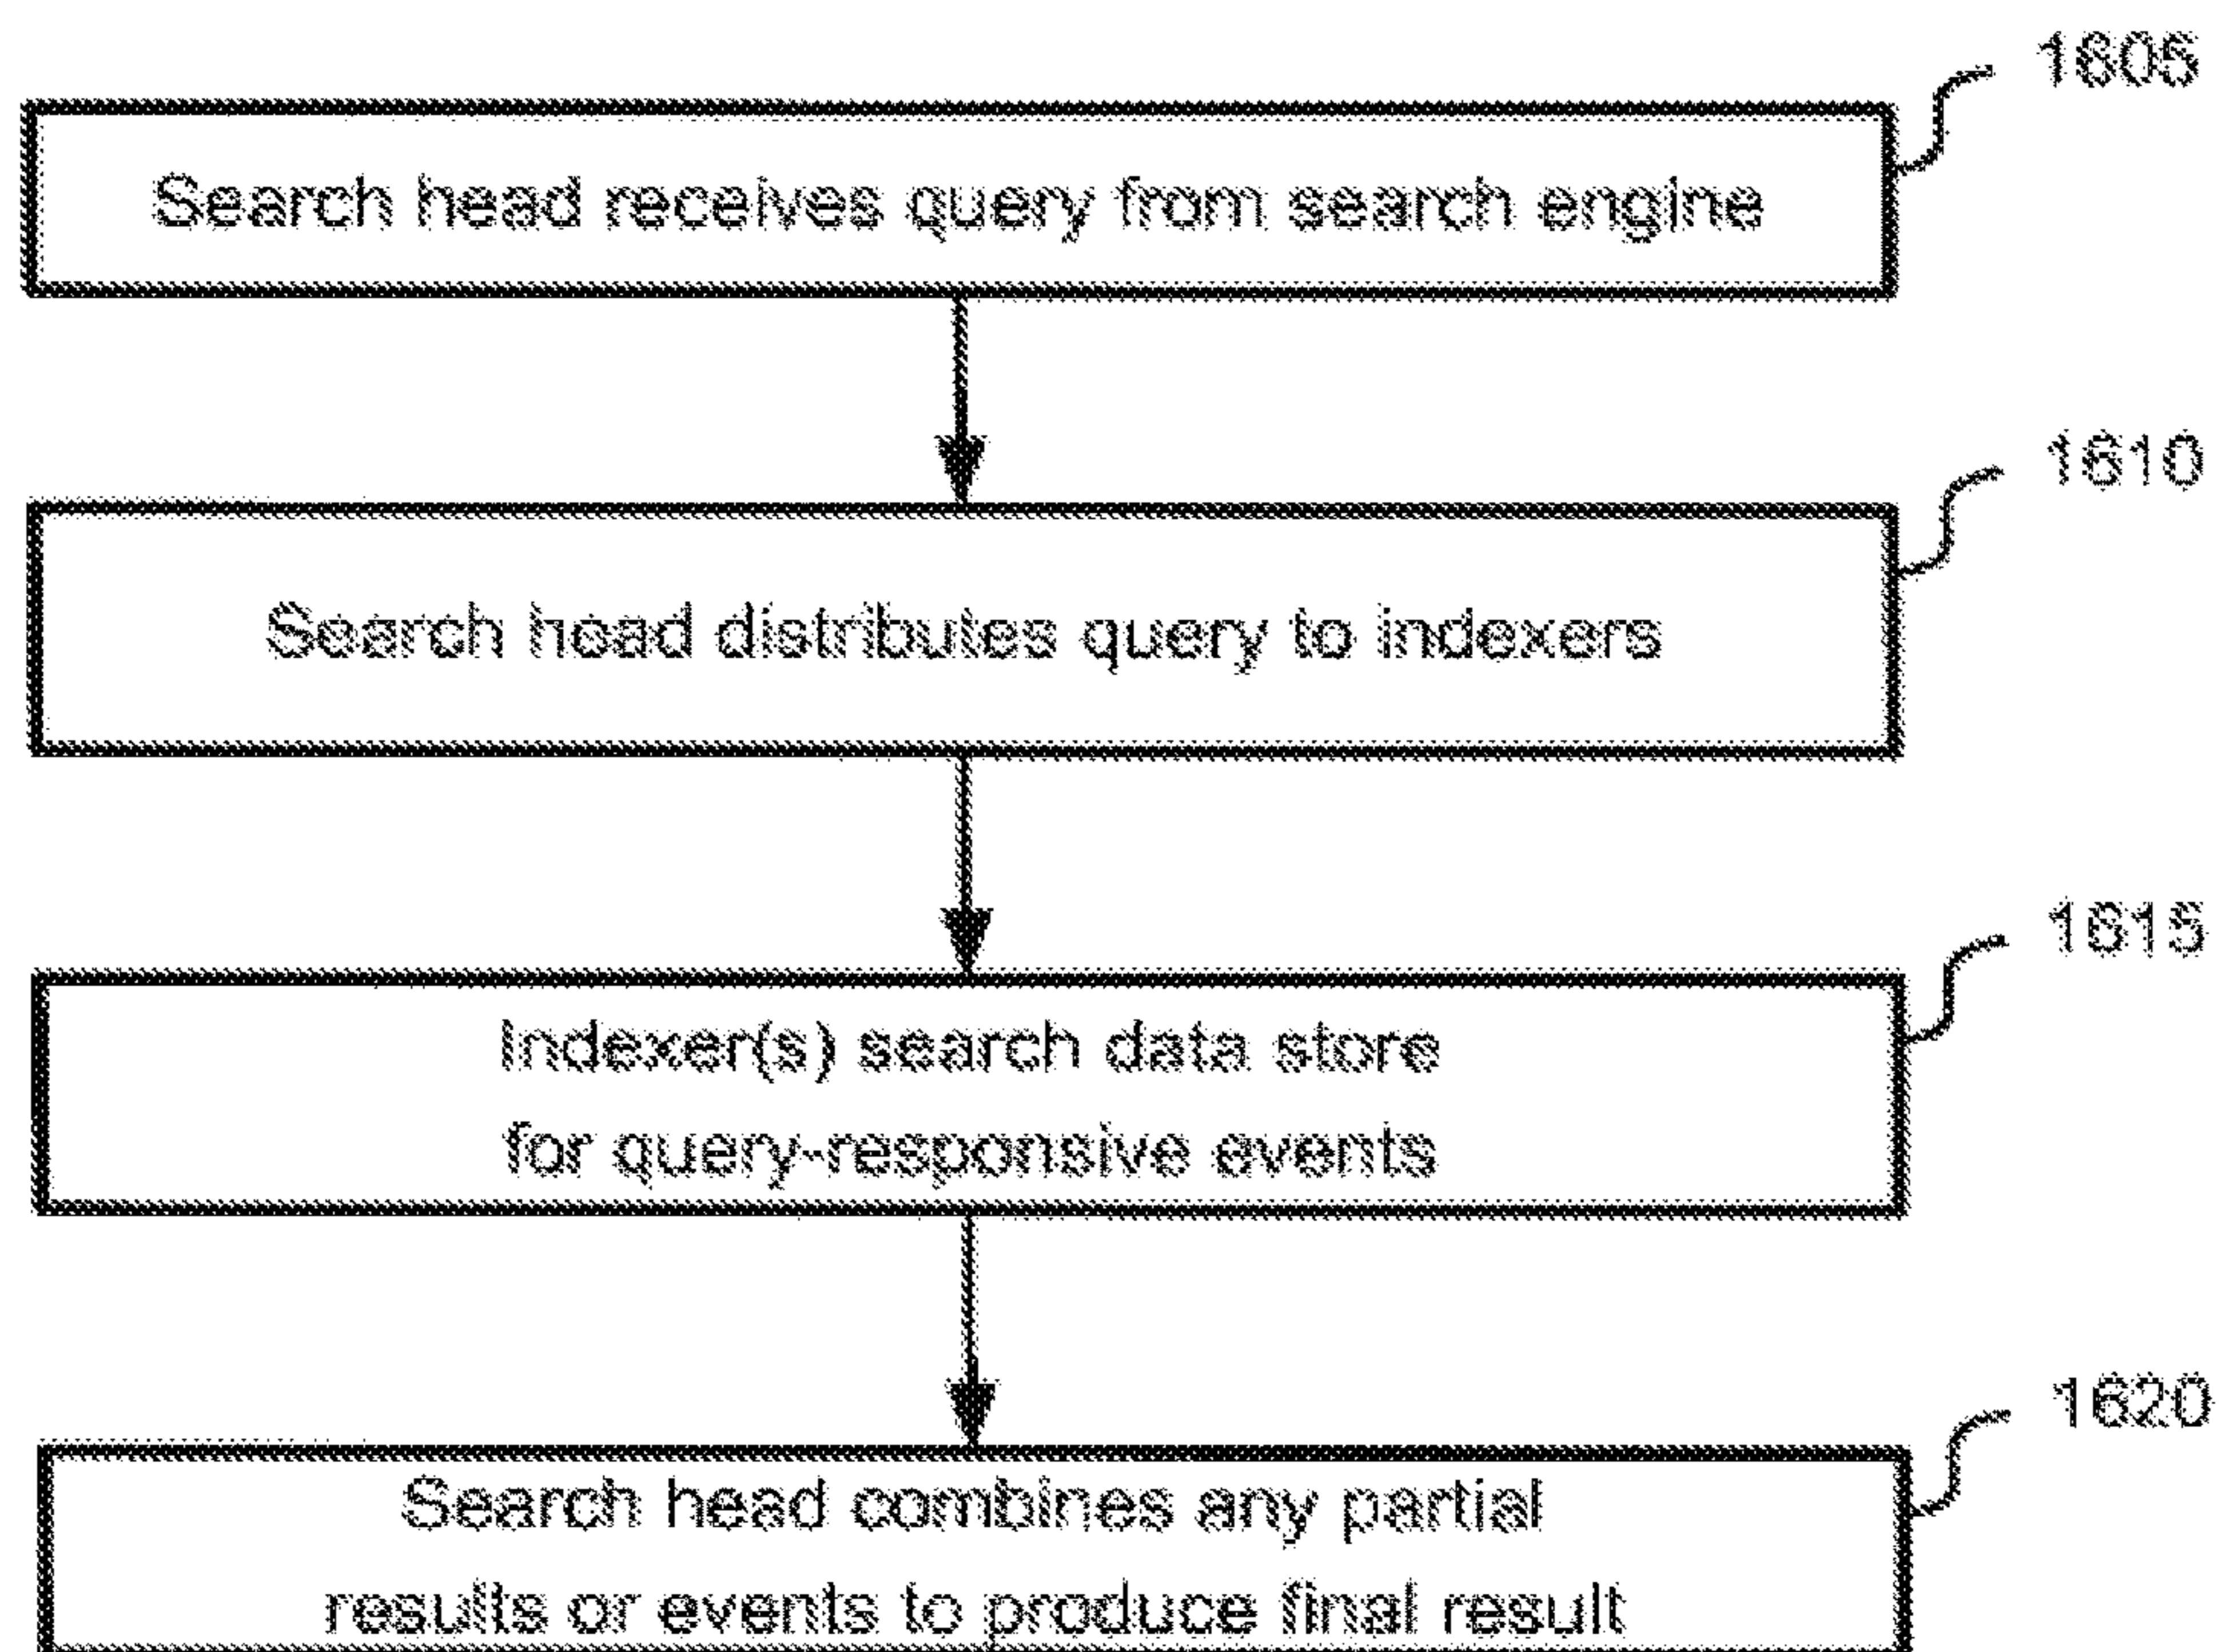 1605
Search head receives query from search engine
1610
Search head distributes query to indexers
1615
Indexer(s) search data store
for query-responsive events
1620
Search head combines any partial
results or events to produce final result